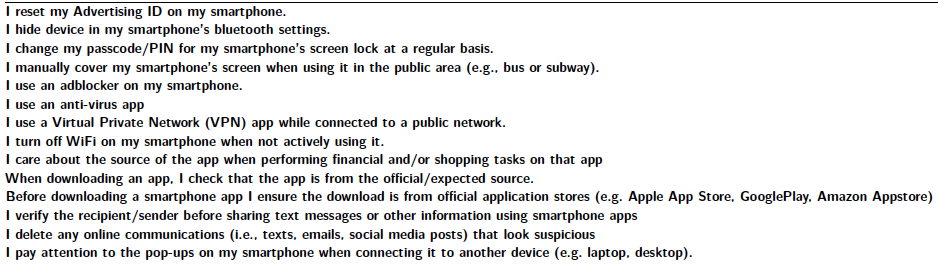 I reset my Advertising ID on my smartphone.
I hide device in my smartphone's bluetooth settings.
I change my passcode/PIN for my smartphone's screen lock at a regular basis.
I manually cover my smartphone's screen when using it in the public area (e.g., bus or subway).
I use an adblocker on my smartphone.
I use an anti-virus app
I use a Virtual Private Network (VPN) app while connected to a public network.
I turn off WiFi on my smartphone when not actively using it.
I care about the source of the app when performing financial and/or shopping tasks on that app
When downloading an app, I check that the app is from the official/expected source.
Before downloading a smartphone app I ensure the download is from official application stores (e.g. Apple App Store, GooglePlay, Amazon Appstore)
I verify the recipient/sender before sharing text messages or other information using smartphone apps
I delete any online communications (i.e., texts, emails, social media posts) that look suspicious
I pay attention to the pop-ups on my smartphone when connecting it to another device (e.g. laptop, desktop).